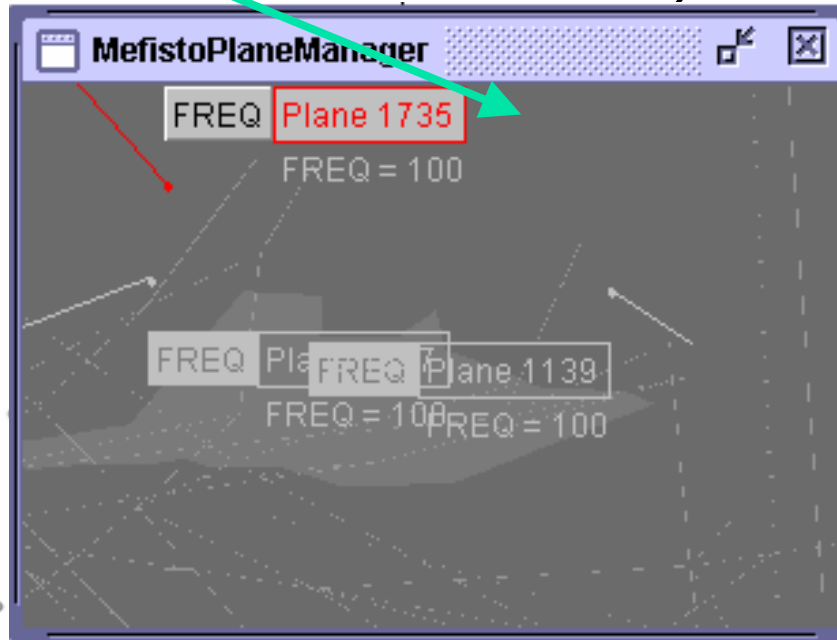 MefistoPlaneManager
FREQ Plane 1735
FREQ = 100
FREQ
FREQ Plane 1139
FREQ = 100
FREQ = 100